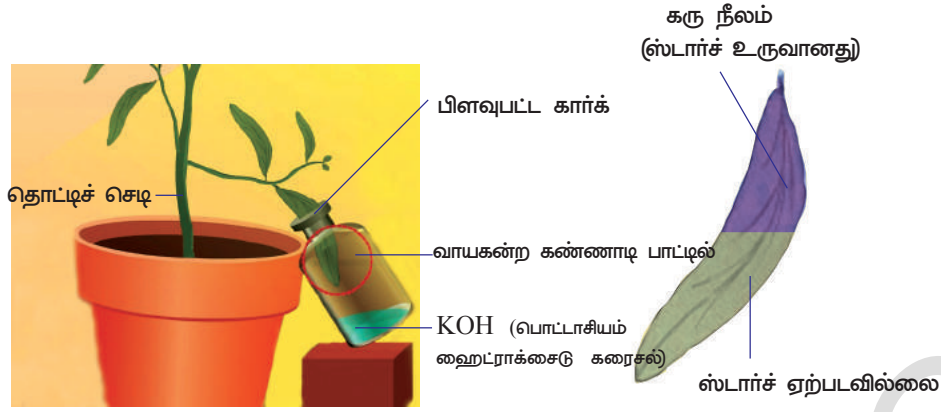 கரு நீலம்
(ஸ்டார்ச் உருவானது)
பிளவுபட்ட கார்க்
தொட்டிச் செடி
வாயகன்ற கண்ணாடி பாட்டில்
KOH (பொட்டாசியம்
ஹைட்ராக்சைடு கரைசல்)
ஸ்டார்ச் ஏற்படவில்லை